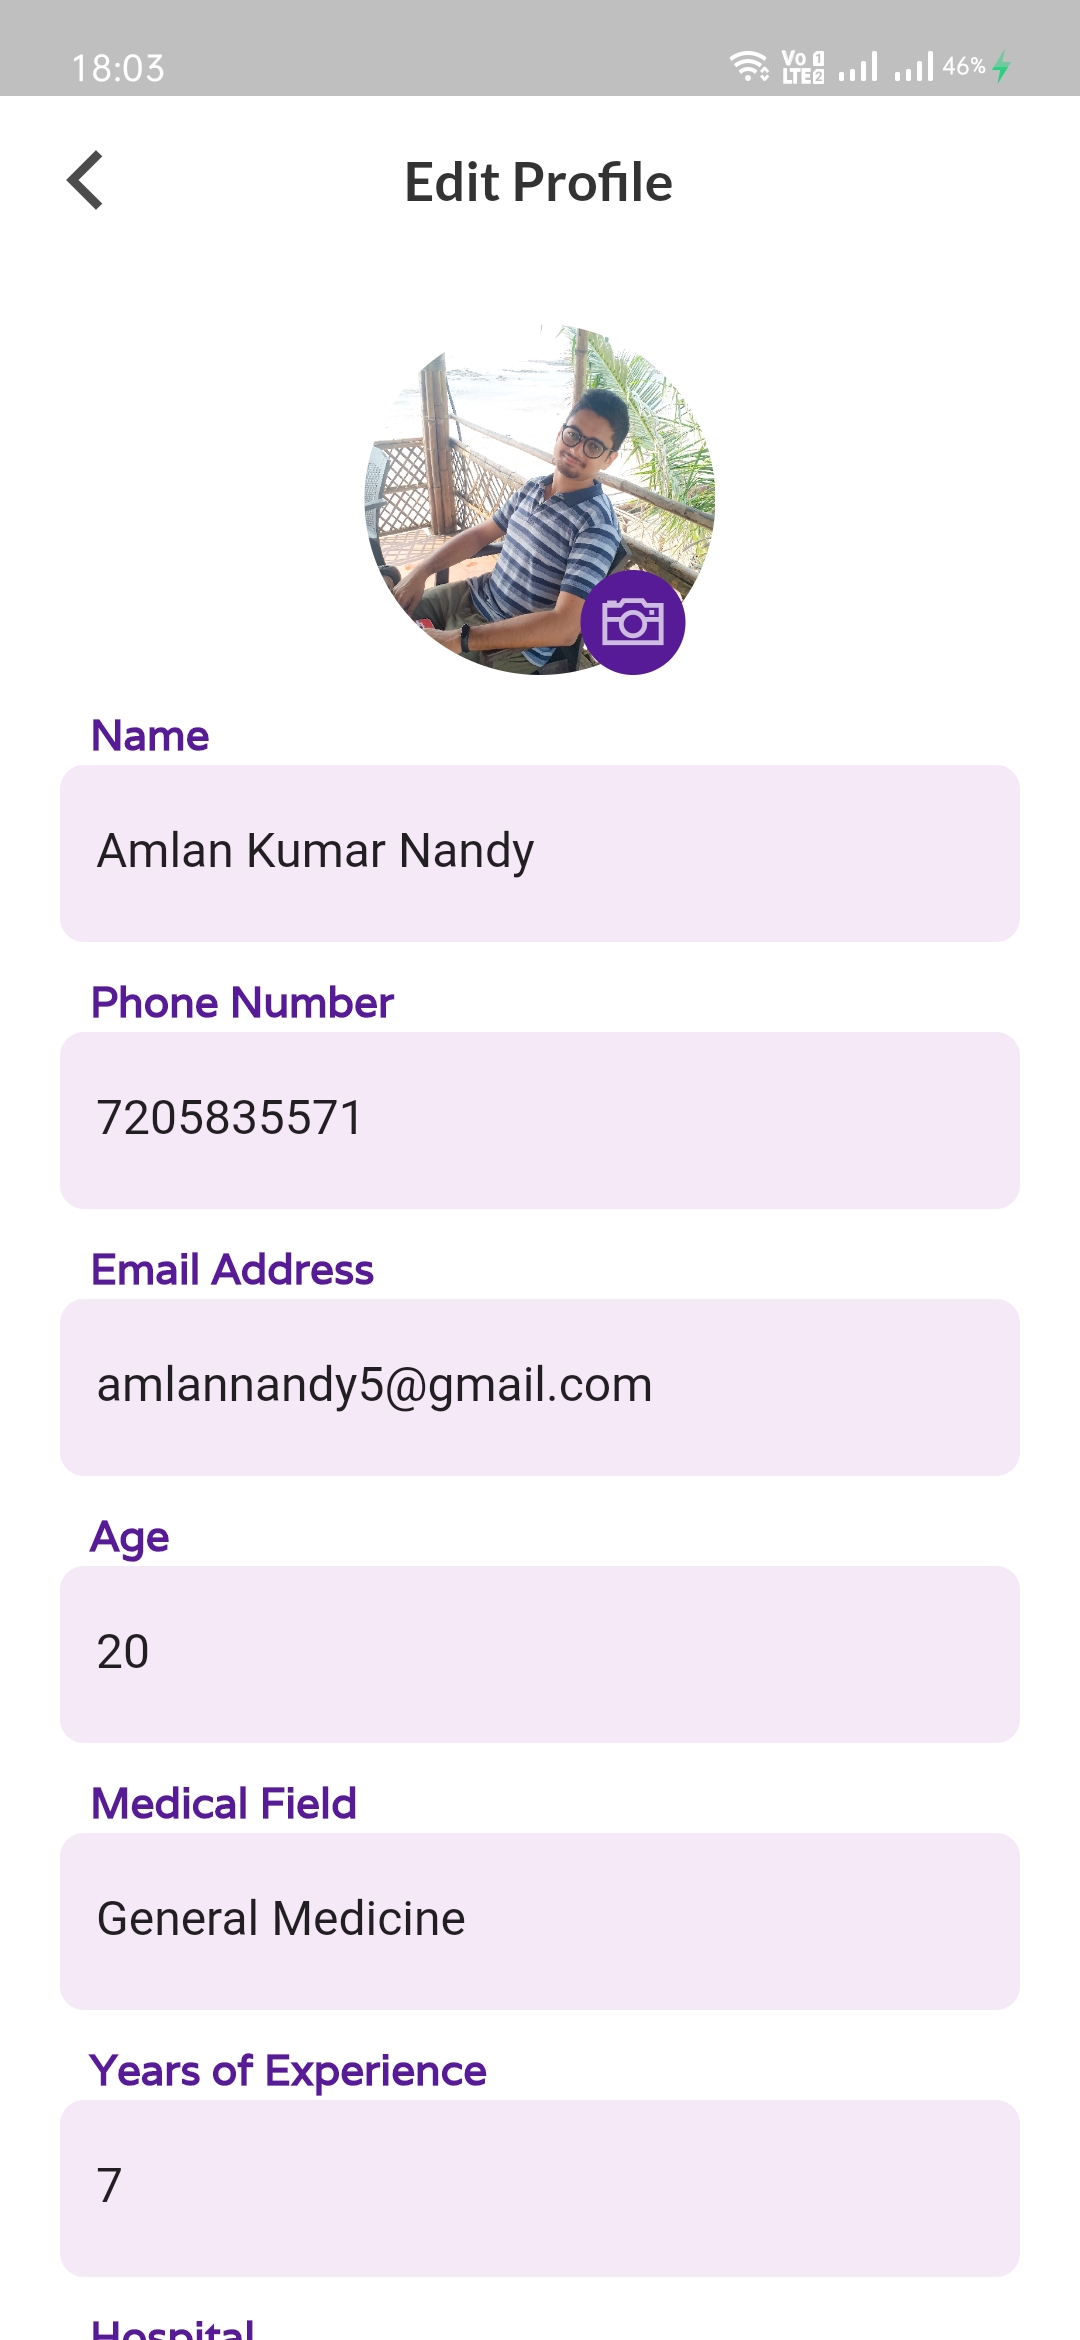 18:03
Vo 1
LTE 2
46%
Edit Profile
Name
Amlan Kumar Nandy
Phone Number
7205835571
Email Address
amlannandy5@gmail.com
Age
20
Medical Field
General Medicine
Years of Experience
7
Hospital